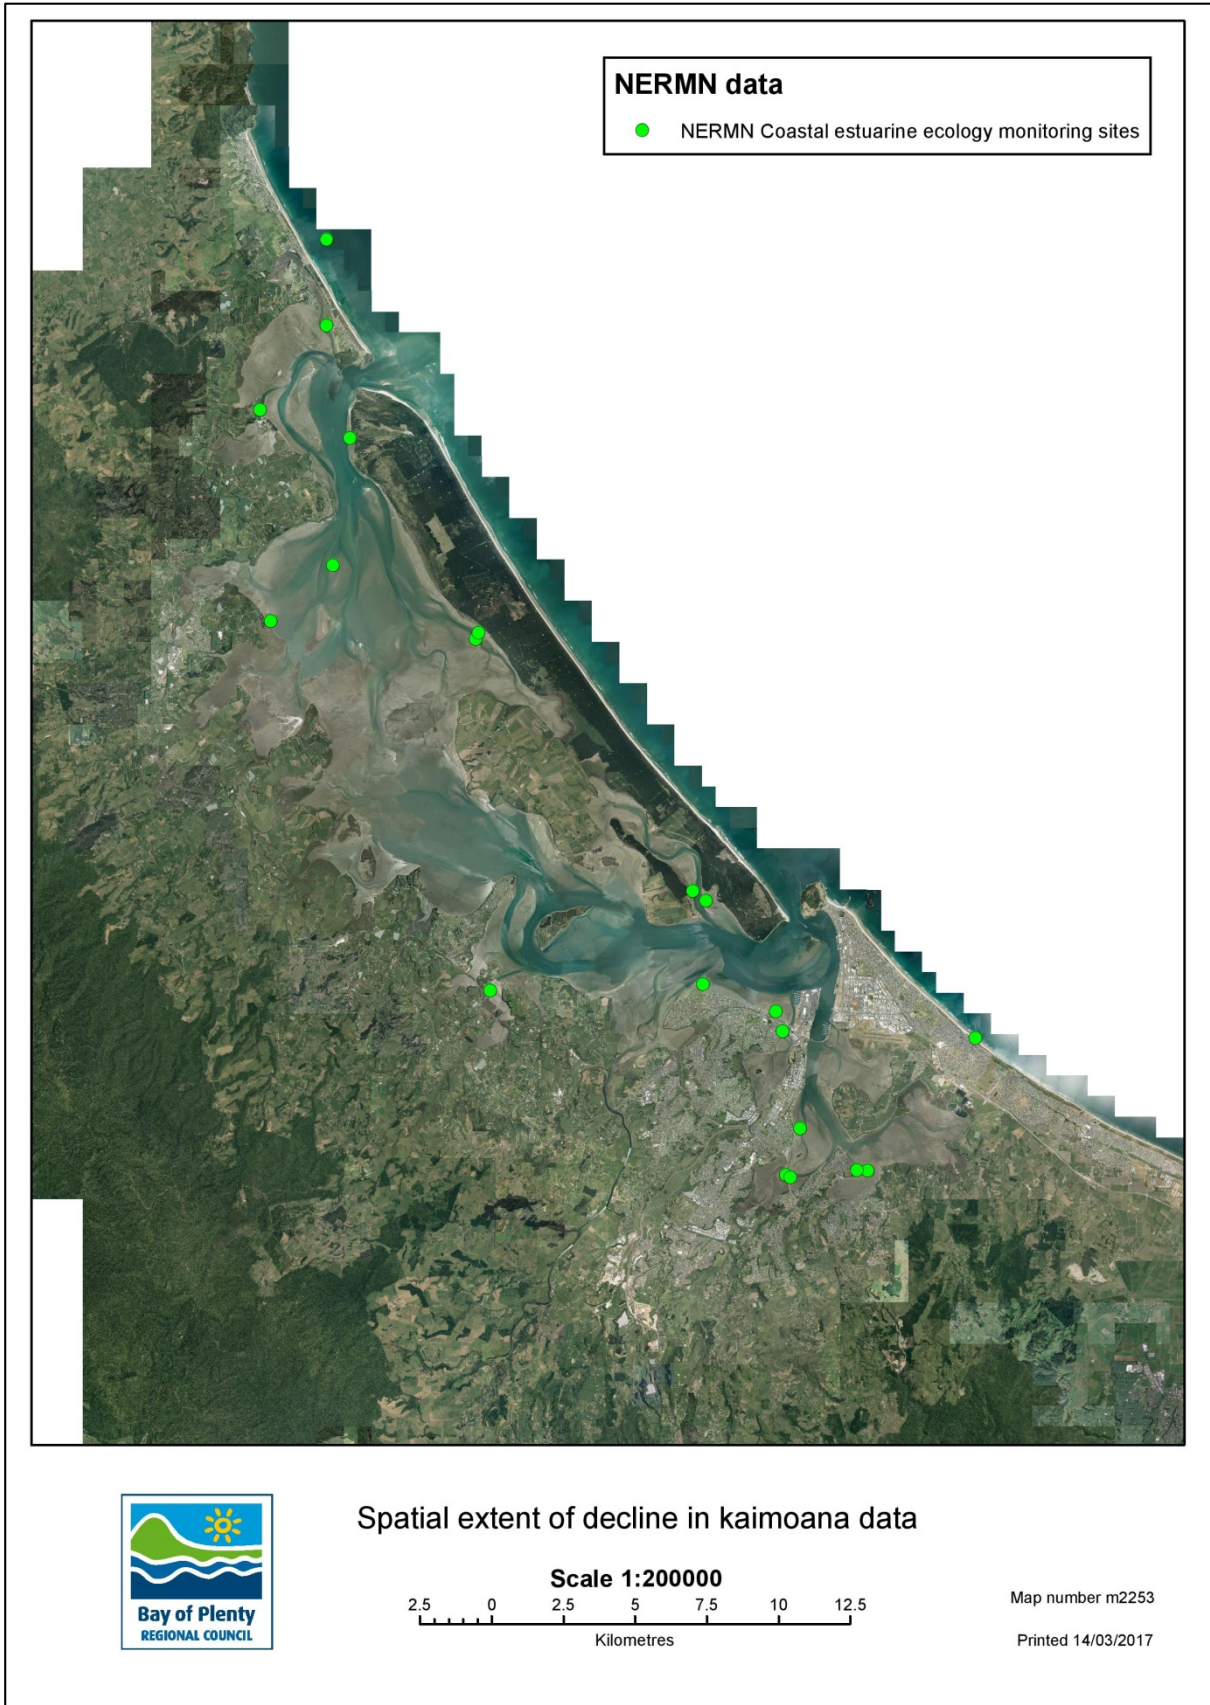 NERMN data
NERMN Coastal estuarine ecology monitoring sites
Spatial extent of decline in kaimoana data
Scale 1:200000
2.5 0 2.5 5 7.5 10 12.5
Kilometres
Bay of Plenty
REGIONAL COUNCIL
Map number m2253
Printed 14/03/2017